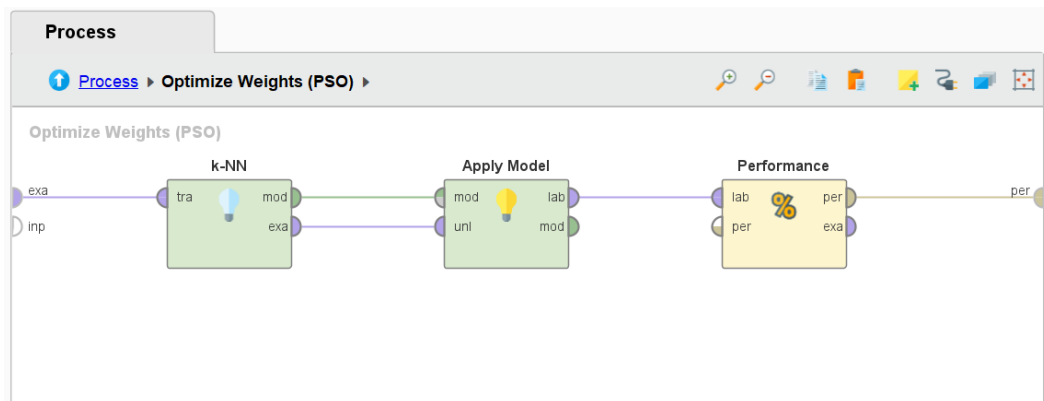 Process
Process ▸ Optimize Weights (PSO) ▸
Optimize Weights (PSO)
k-NN Apply Model Performance
exa tra mod mod lab lab per per
inp exa unl mod per exa